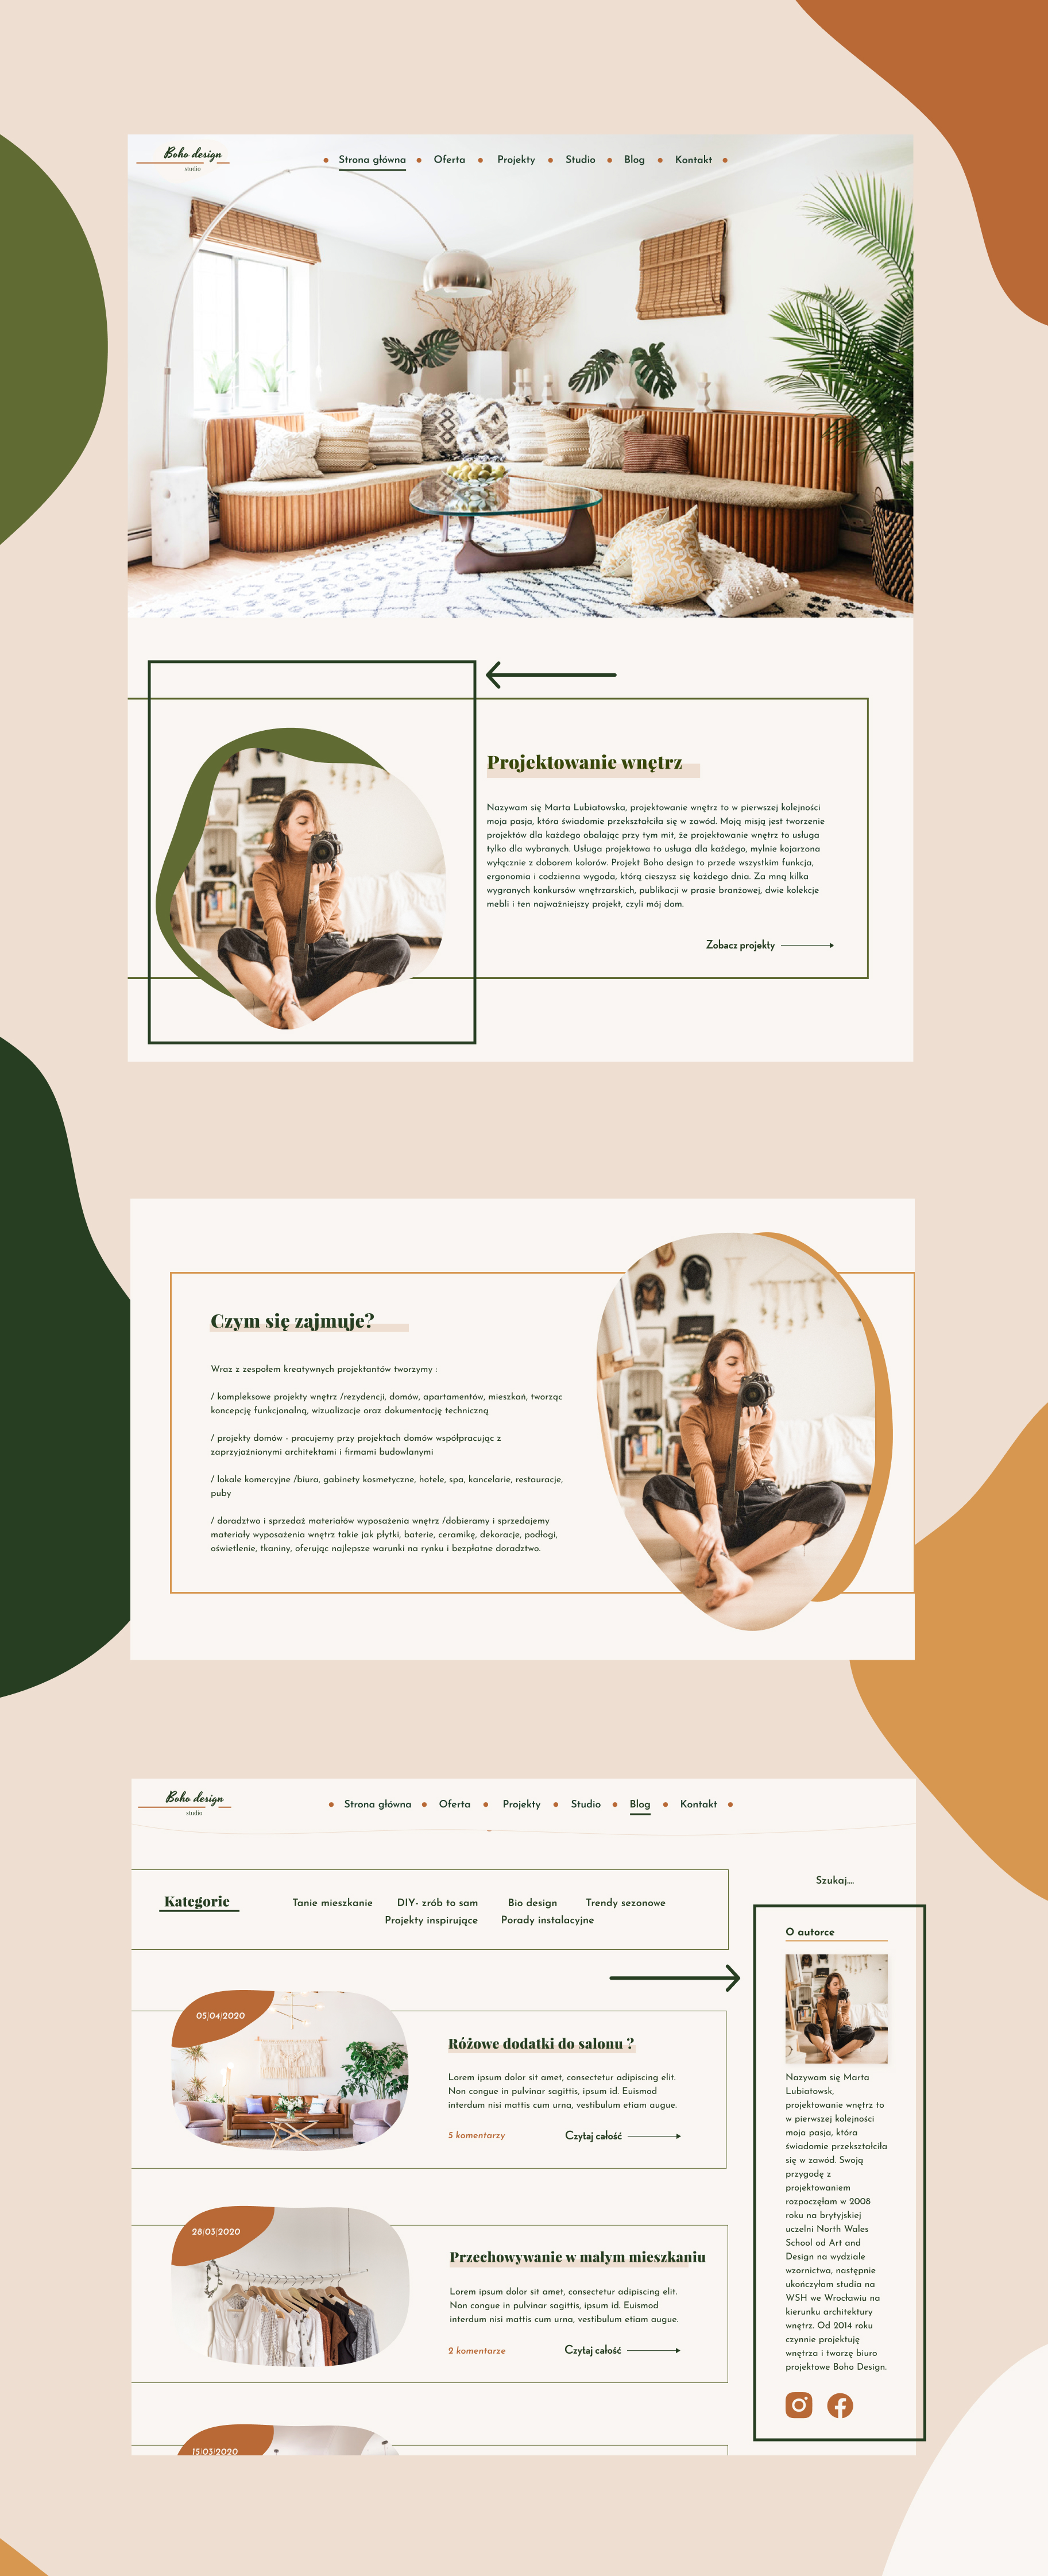 Boho design
studio
Strona główna
Oferta
Projekty
Studio
Blog
Kontakt
Projektowanie wnętrz
Nazywam się Marta Lubiatowska, projektowanie wnętrz to w pierwszej kolejności
moja pasja, która świadomie przekształciła się w zawód. Moją misją jest tworzenie
projektów dla każdego obalając przy tym mit, że projektowanie wnętrz to usługa
tylko dla wybranych. Usługa projektowa to usługa dla każdego, mylnie kojarzona
wyłącznie z doborem kolorów. Projekt Boho design to przede wszystkim funkcja,
ergonomia i codzienna wygoda, którą cieszysz się każdego dnia. Za mną kilka
wygranych konkursów wnętrzarskich, publikacji w prasie branżowej, dwie kolekcje
mebli i ten najważniejszy projekt, czyli mój dom.
Zobacz projekty
Czym się zajmuje?
Wraz z zespołem kreatywnych projektantów tworzymy :
/ kompleksowe projekty wnętrz /rezydencji, domów, apartamentów, mieszkań, tworząc
koncepcję funkcjonalną, wizualizacje oraz dokumentację techniczną
/ projekty domów - pracujemy przy projektach domów współpracując z
zaprzyjaźnionymi architektami i firmami budowlanymi
/ lokale komercyjne /biura, gabinety kosmetyczne, hotele, spa, kancelarie, restauracje,
puby
/ doradztwo i sprzedaż materiałów wyposażenia wnętrz /dobieramy i sprzedajemy
materiały wyposażenia wnętrz takie jak płytki, baterie, ceramikę, dekoracje, podłogi,
oświetlenie, tkaniny, oferując najlepsze warunki na rynku i bezpłatne doradztwo.
Boho design
studio
Strona główna
Oferta
Projekty
Studio
Blog
Kontakt
Kategorie
Tanie mieszkanie
DIY- zrób to sam
Bio design
Trendy sezonowe
Projekty inspirujące
Porady instalacyjne
05/04/2020
Różowe dodatki do salonu ?
Lorem ipsum dolor sit amet, consectetur adipiscing elit.
Non congue in pulvinar sagittis, ipsum id. Euismod
interdum nisi mattis cum urna, vestibulum etiam augue.
5 komentarzy
Czytaj całość
28/03/2020
Przechowywanie w małym mieszkaniu
Lorem ipsum dolor sit amet, consectetur adipiscing elit.
Non congue in pulvinar sagittis, ipsum id. Euismod
interdum nisi mattis cum urna, vestibulum etiam augue.
2 komentarze
Czytaj całość
15/03/2020
Szukaj...
O autorce
Nazywam się Marta
Lubiatowsk,
projektowanie wnętrz to
w pierwszej kolejności
moja pasja, która
świadomie przekształciła
się w zawód. Swoją
przygodę z
projektowaniem
rozpoczęłam w 2008
roku na brytyjskiej
uczelni North Wales
School od Art and
Design na wydziale
wzornictwa, następnie
ukończyłam studia na
WSH we Wrocławiu na
kierunku architektury
wnętrz. Od 2014 roku
czynnie projektuję
wnętrza i tworzę biuro
projektowe Boho Design.